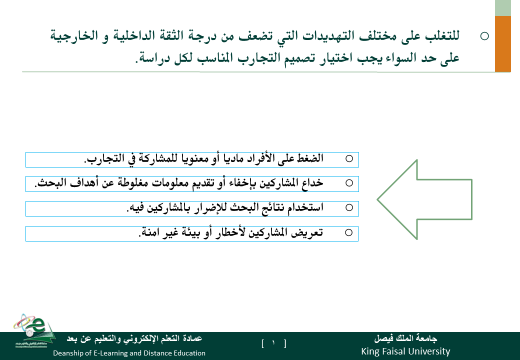 للتغلب على مختلف التهديدات التي تضعف من درجة الثقة الداخلية و الخارجية
على حد السواء يجب اختيار تصميم التجارب المناسب لكل دراسة.
الضغط على الأفراد ماديا أو معنويا للمشاركة في التجارب.
خداع المشاركين بإخفاء أو تقديم معلومات مغلوطة عن أهداف البحث.
استخدام نتائج البحث للإضرار بالمشاركين فيه.
تعريض المشاركين لأخطار أو بيئة غير امنة.
جامعة الملك فيصل
King Faisal University
[ ١ ]
عمادة التعلم الإلكتروني والتعليم عن بعد
Deanship of E-Learning and Distance Education